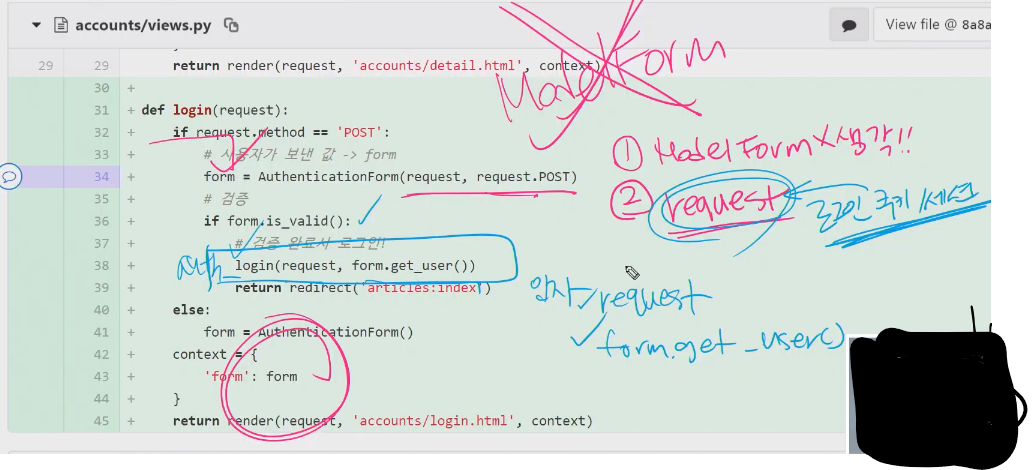 accounts/views.py
View file @ 8a8a
29 29 return render(request, 'accounts/detail.html', context)
30 +
31 + def login(request):
32 + if request.method == 'POST':
33 + # 사용자가 보낸 값 -> form
34 + form = AuthenticationForm(request, request.POST)
35 + # 검증
36 + if form.is_valid():
37 + # 검증 완료시 로그인!
38 + login(request, form.get_user())
39 + return redirect('articles:index')
40 + else:
41 + form = AuthenticationForm()
42 + context = {
43 + 'form': form
44 + }
45 + return render(request, 'accounts/login.html', context)
ModelForm
① ModelForm X 생각!!
② request
로그인 쿠키/세션
auth_
인자 request
form.get_user()